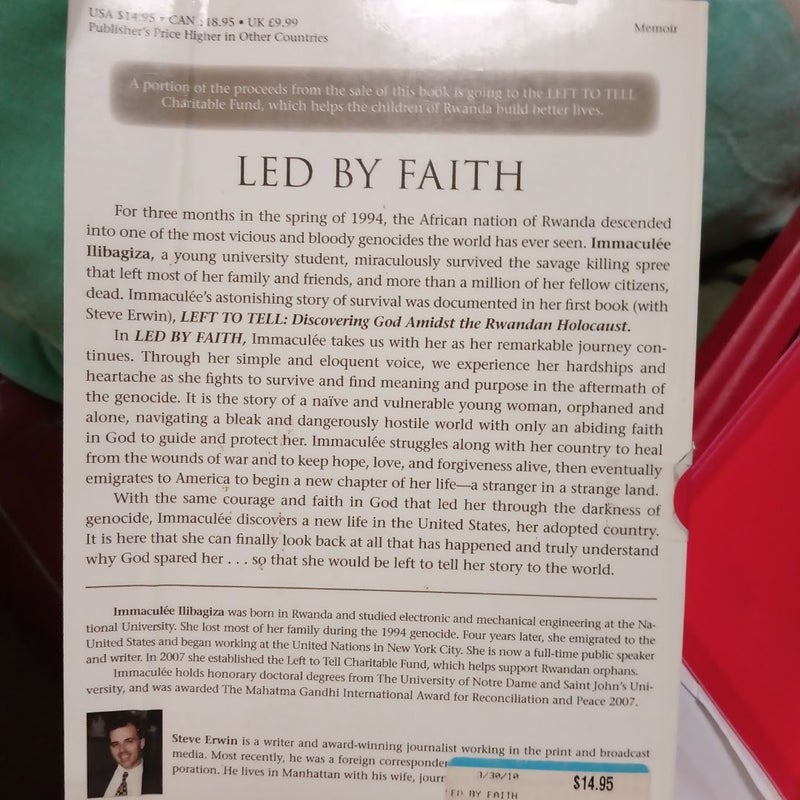 USA $14.95 • CAN $18.95 • UK £9.99
Publisher's Price Higher in Other Countries
Memoir
A portion of the proceeds from the sale of this book is going to the LEFT TO TELL
Charitable Fund, which helps the children of Rwanda build better lives.
LED BY FAITH
For three months in the spring of 1994, the African nation of Rwanda descended
into one of the most vicious and bloody genocides the world has ever seen. Immaculée
Ilibagiza, a young university student, miraculously survived the savage killing spree
that left most of her family and friends, and more than a million of her fellow citizens,
dead. Immaculée's astonishing story of survival was documented in her first book (with
Steve Erwin), LEFT TO TELL: Discovering God Amidst the Rwandan Holocaust.
In LED BY FAITH, Immaculée takes us with her as her remarkable journey con-
tinues. Through her simple and eloquent voice, we experience her hardships and
heartache as she fights to survive and find meaning and purpose in the aftermath of
the genocide. It is the story of a naïve and vulnerable young woman, orphaned and
alone, navigating a bleak and dangerously hostile world with only an abiding faith
in God to guide and protect her. Immaculée struggles along with her country to heal
from the wounds of war and to keep hope, love, and forgiveness alive, then eventually
emigrates to America to begin a new chapter of her life—a stranger in a strange land.
With the same courage and faith in God that led her through the darkness of
genocide, Immaculée discovers a new life in the United States, her adopted country.
It is here that she can finally look back at all that has happened and truly understand
why God spared her . . . so that she would be left to tell her story to the world.
Immaculée Ilibagiza was born in Rwanda and studied electronic and mechanical engineering at the Na-
tional University. She lost most of her family during the 1994 genocide. Four years later, she emigrated to the
United States and began working at the United Nations in New York City. She is now a full-time public speaker
and writer. In 2007 she established the Left to Tell Charitable Fund, which helps support Rwandan orphans.
Immaculée holds honorary doctoral degrees from The University of Notre Dame and Saint John's Uni-
versity, and was awarded The Mahatma Gandhi International Award for Reconciliation and Peace 2007.
Steve Erwin is a writer and award-winning journalist working in the print and broadcast
media. Most recently, he was a foreign corresponden
poration. He lives in Manhattan with his wife, journ
3/30/10
$14.95
LED BY FAITH